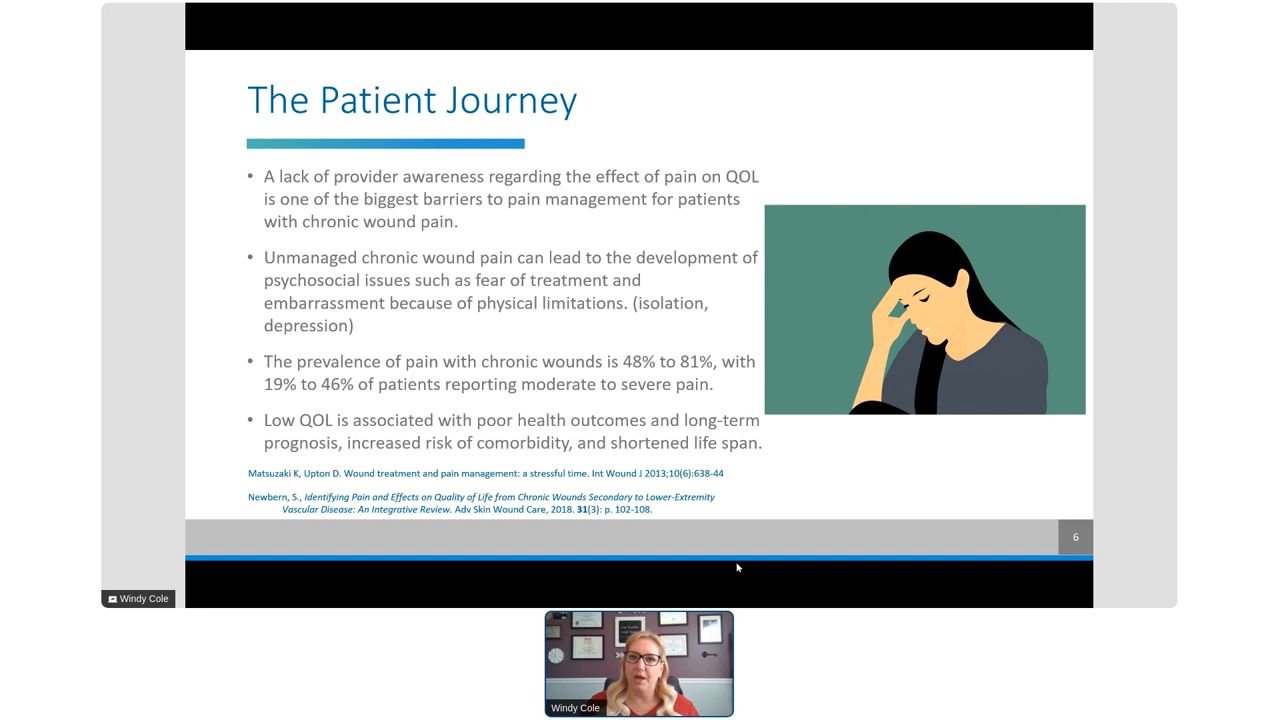 The Patient Journey
• A lack of provider awareness regarding the effect of pain on QOL
is one of the biggest barriers to pain management for patients
with chronic wound pain.
• Unmanaged chronic wound pain can lead to the development of
psychosocial issues such as fear of treatment and
embarrassment because of physical limitations. (isolation,
depression)
• The prevalence of pain with chronic wounds is 48% to 81%, with
19% to 46% of patients reporting moderate to severe pain.
• Low QOL is associated with poor health outcomes and long-term
prognosis, increased risk of comorbidity, and shortened life span.
Matsuzaki K, Upton D. Wound treatment and pain management: a stressful time. Int Wound J 2013;10(6):638-44
Newbern, S., Identifying Pain and Effects on Quality of Life from Chronic Wounds Secondary to Lower-Extremity
Vascular Disease: An Integrative Review. Adv Skin Wound Care, 2018. 31(3): p. 102-108.
6
Windy Cole
Windy Cole